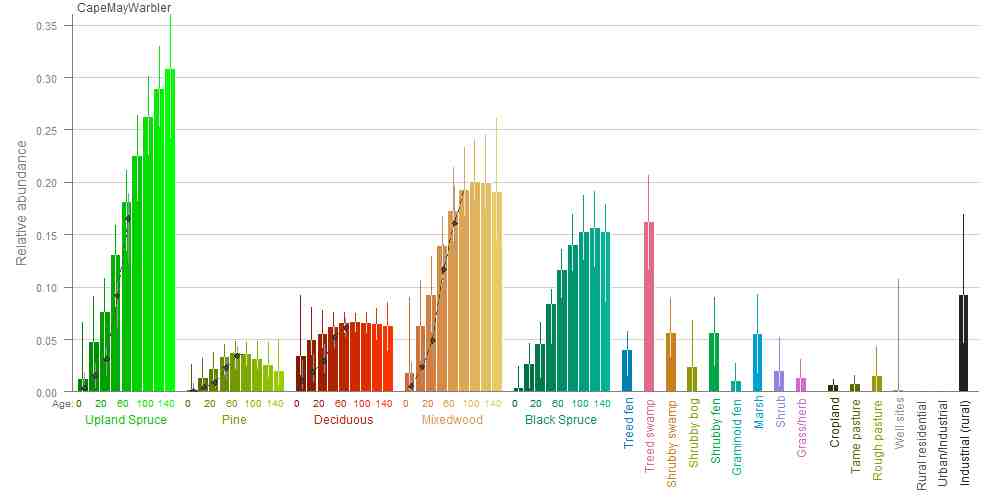 CapeMayWarbler
0.35
0.30
0.25
0.20
0.15
0.10
0.05
0.00
Relative abundance
Age: 0 20 60 100 140 0 20 60 100 140 0 20 60 100 140 0 20 60 100 140 0 20 60 100 140
Upland Spruce Pine Deciduous Mixedwood Black Spruce
Treed fen
Treed swamp
Shrubby swamp
Shrubby bog
Shrubby fen
Graminoid fen
Marsh
Shrub
Grass/herb
Cropland
Tame pasture
Rough pasture
Well sites
Rural residential
Urban/Industrial
Industrial (rural)